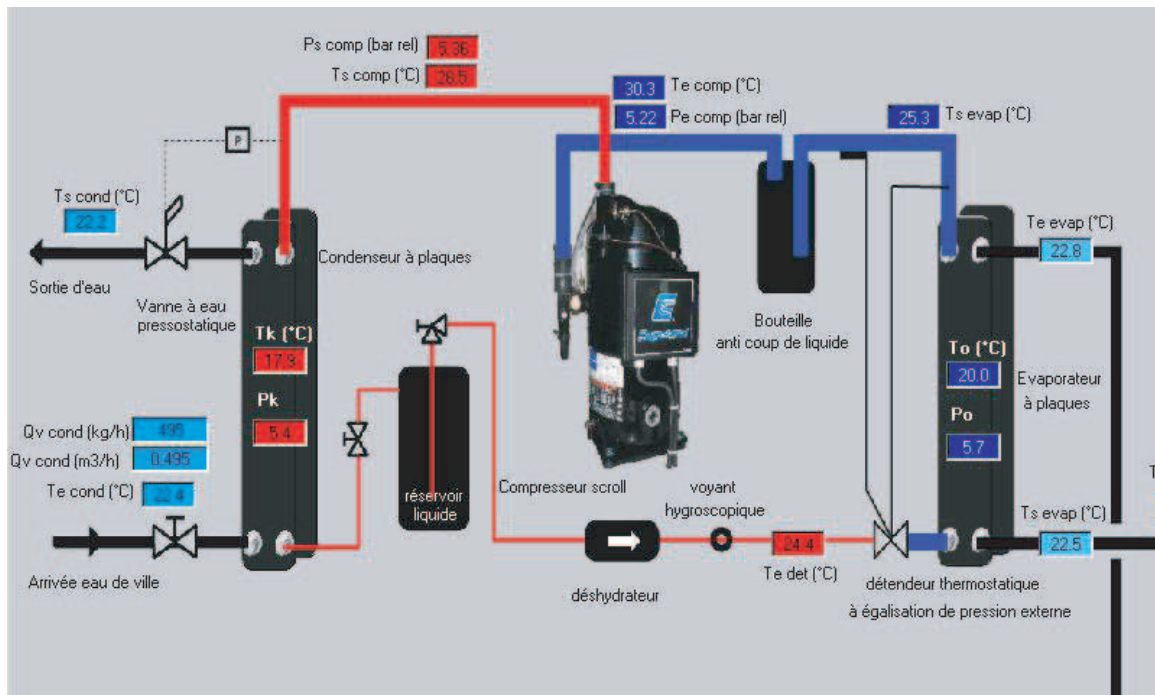 Ps comp (bar rel) 5.36
Ts comp (°C) 28.5
30.3 Te comp (°C)
5.22 Pe comp (bar rel)
25.3 Ts evap (°C)
P
Ts cond (°C)
22.2
Te evap (°C)
22.8
Condenseur à plaques
Sortie d'eau
Vanne à eau
pressostatique
Bouteille
anti coup de liquide
Tk (°C)
17.9
To (°C)
20.0
Evaporateur
à plaques
Pk
5.4
Po
5.7
Qv cond (kg/h) 495
Qv cond (m3/h) 0.495
Te cond (°C) 22.4
réservoir
liquide
Compresseur scroll
voyant
hygroscopique
T
Ts evap (°C)
22.5
24.4
Te det (°C)
Arrivée eau de ville
déshydrateur
détendeur thermostatique
à égalisation de pression externe